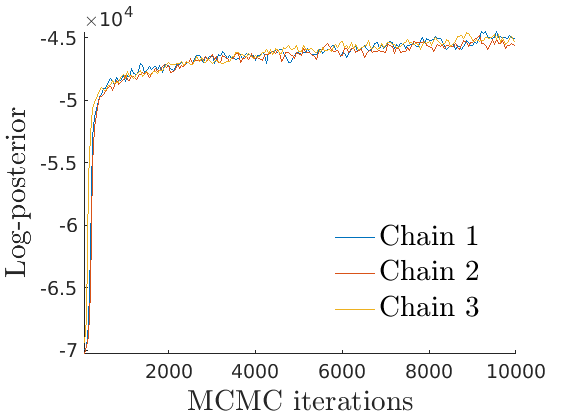 ×10⁴
-4.5
-5
-5.5
-6
-6.5
-7
Log-posterior
Chain 1
Chain 2
Chain 3
2000 4000 6000 8000 10000
MCMC iterations